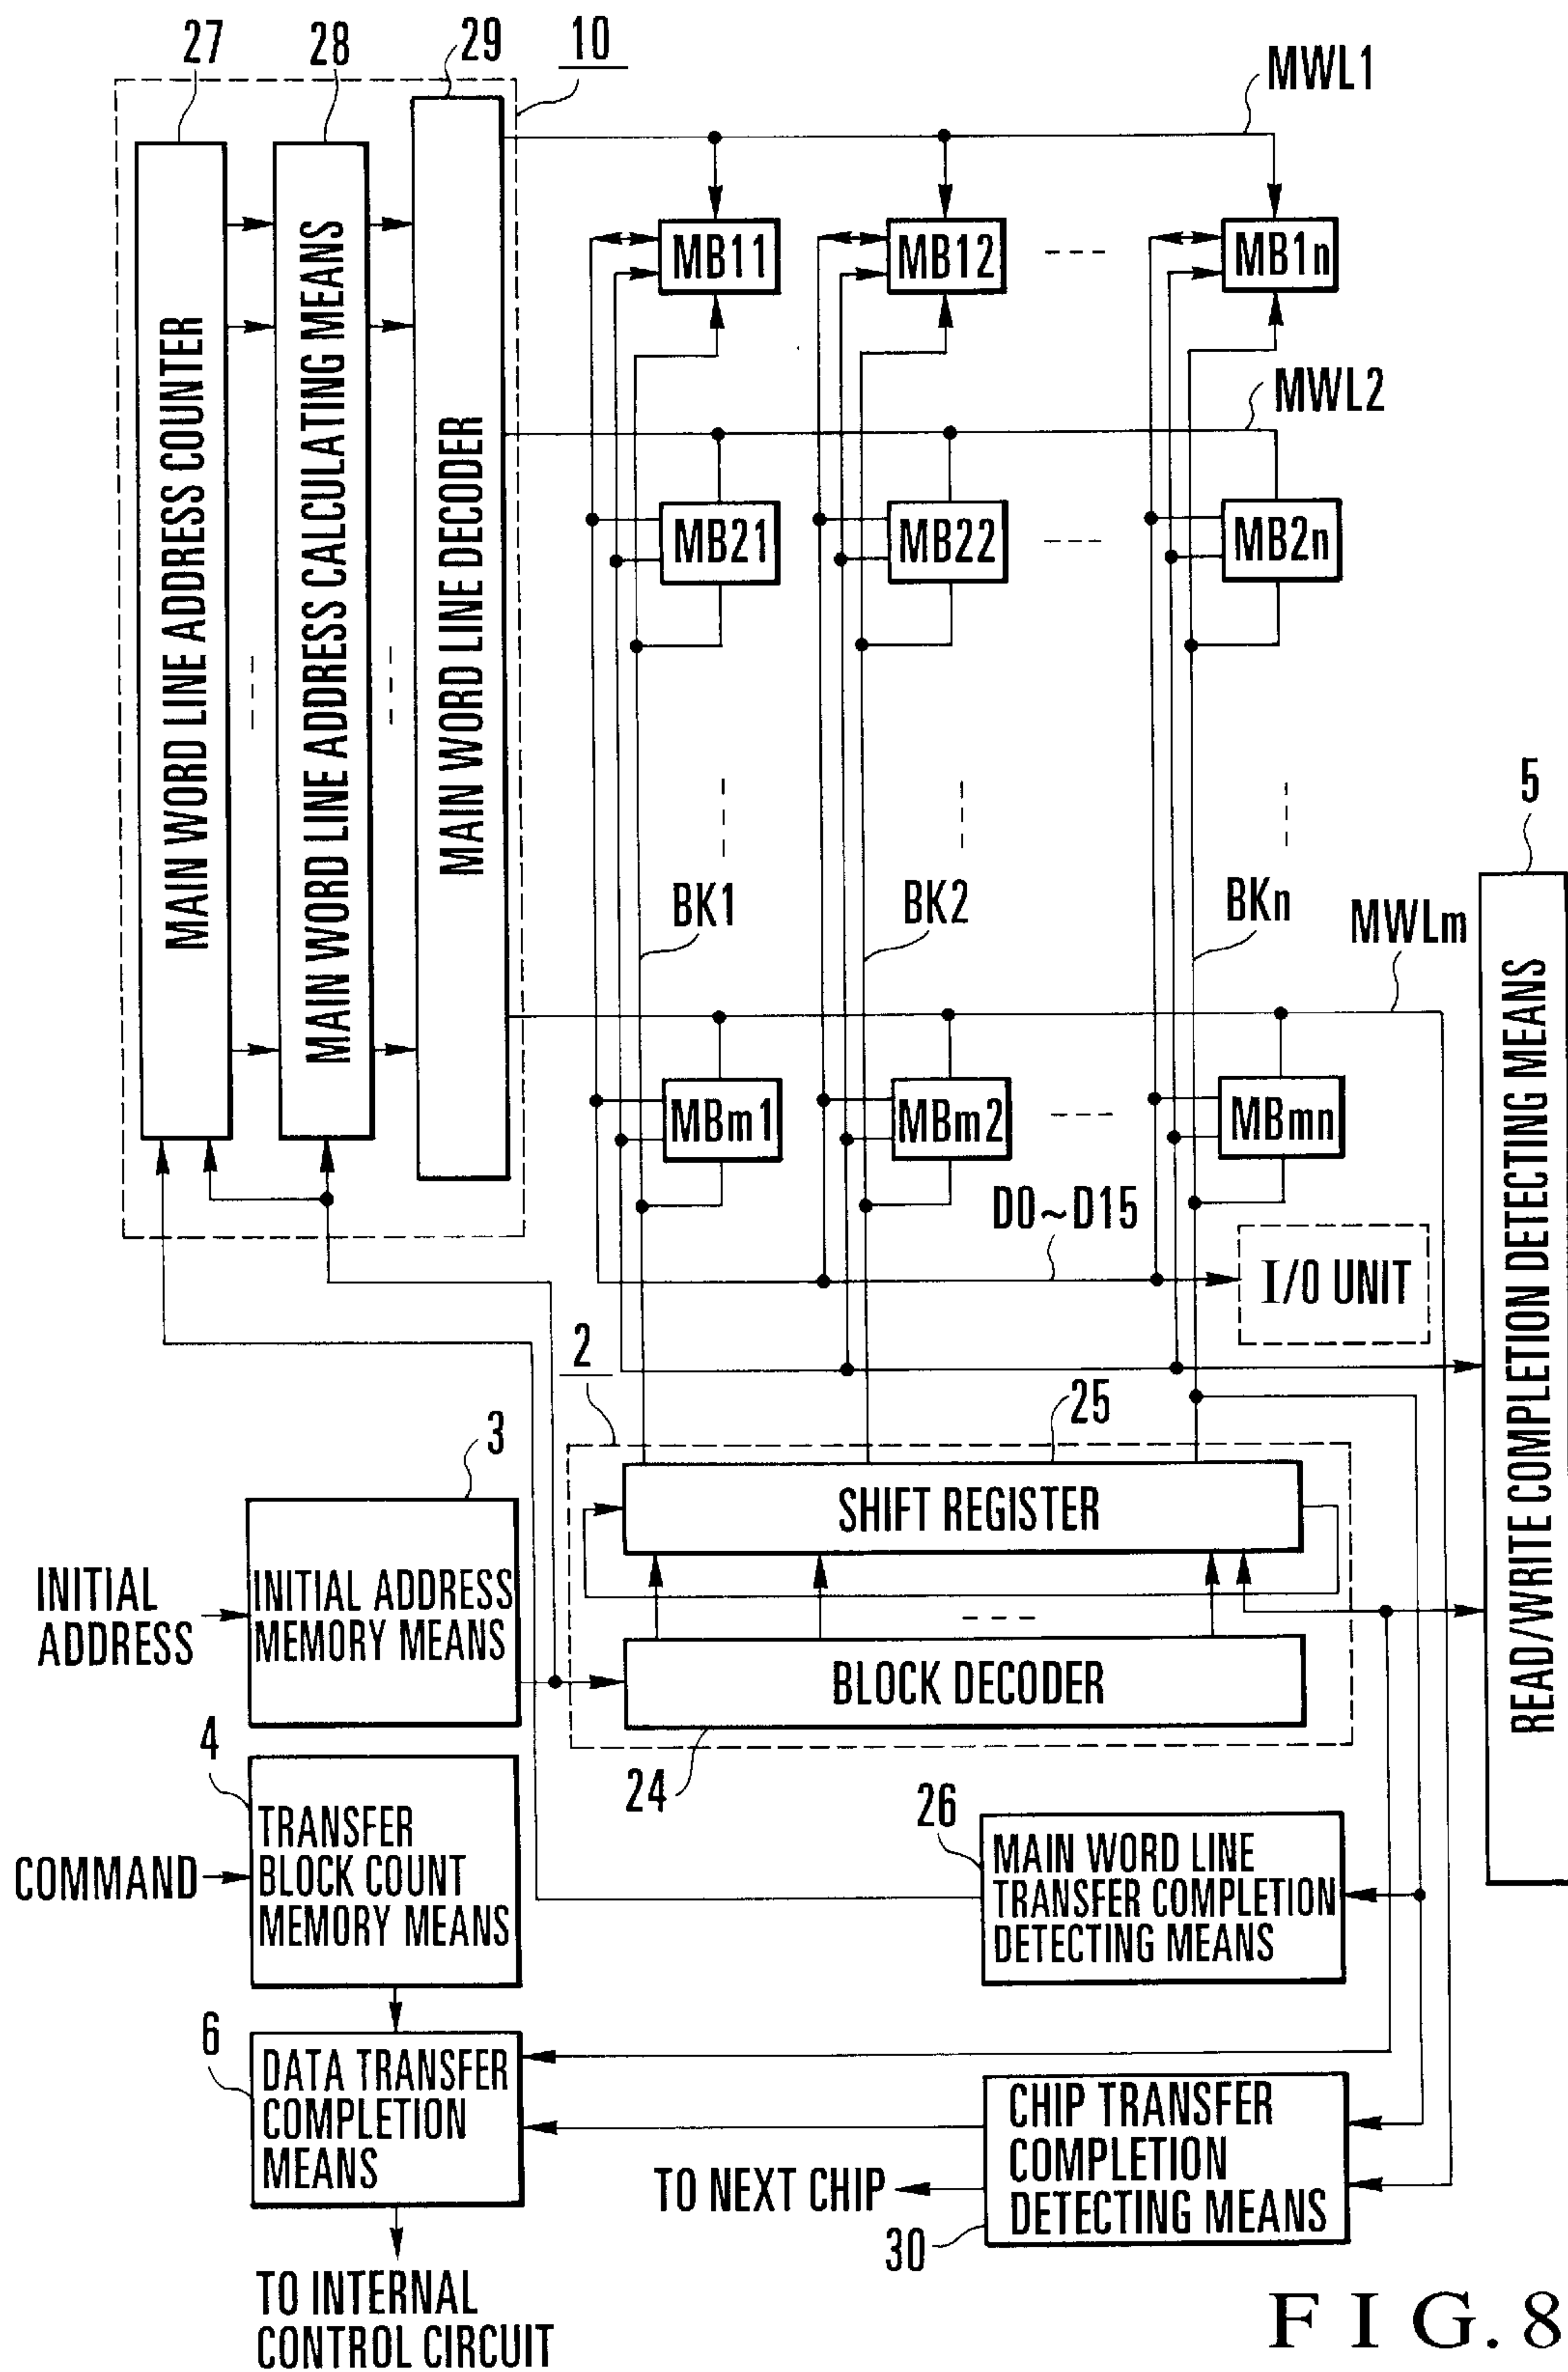 27
28
29
10
MWL1
MAIN WORD LINE ADDRESS COUNTER
MAIN WORD LINE ADDRESS CALCULATING MEANS
MAIN WORD LINE DECODER
MB11
MB12
MB1n
MWL2
MB21
MB22
MB2n
BK1
BK2
BKn
MWLm
5
READ/WRITE COMPLETION DETECTING MEANS
MBm1
MBm2
MBmn
D0~D15
I/O UNIT
2
25
3
SHIFT REGISTER
INITIAL
ADDRESS
INITIAL ADDRESS
MEMORY MEANS
BLOCK DECODER
24
4
COMMAND
TRANSFER
BLOCK COUNT
MEMORY MEANS
26
MAIN WORD LINE
TRANSFER COMPLETION
DETECTING MEANS
6
DATA TRANSFER
COMPLETION
MEANS
CHIP TRANSFER
COMPLETION
DETECTING MEANS
TO NEXT CHIP
30
TO INTERNAL
CONTROL CIRCUIT
FIG. 8